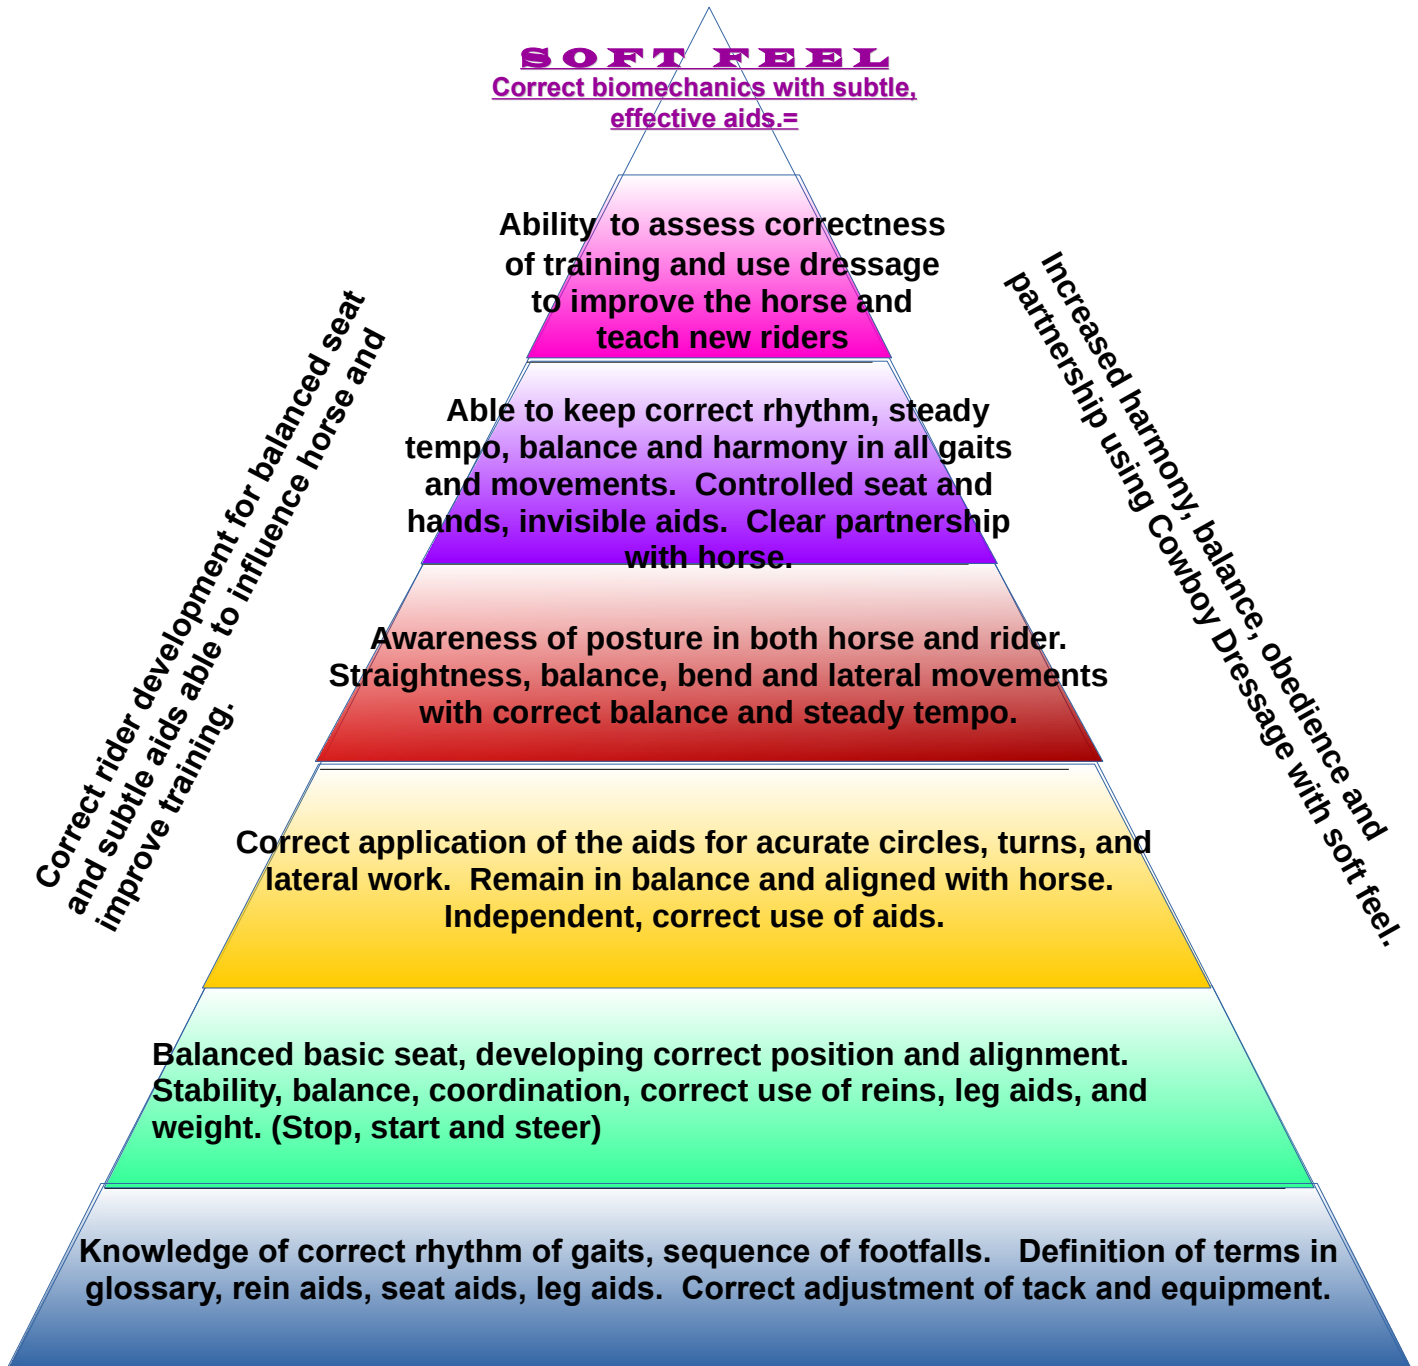 SOFT FEEL
Correct biomechanics with subtle,
effective aids.=
Ability to assess correctness
of training and use dressage
to improve the horse and
teach new riders
Able to keep correct rhythm, steady
tempo, balance and harmony in all gaits
and movements.  Controlled seat and
hands, invisible aids.  Clear partnership
with horse.
Awareness of posture in both horse and rider.
Straightness, balance, bend and lateral movements
with correct balance and steady tempo.
Correct application of the aids for acurate circles, turns, and
lateral work.  Remain in balance and aligned with horse.
Independent, correct use of aids.
Balanced basic seat, developing correct position and alignment.
Stability, balance, coordination, correct use of reins, leg aids, and
weight. (Stop, start and steer)
Knowledge of correct rhythm of gaits, sequence of footfalls.   Definition of terms in
glossary, rein aids, seat aids, leg aids.  Correct adjustment of tack and equipment.
Correct rider development for balanced seat
and subtle aids able to influence horse and
improve training.
Increased harmony, balance, obedience and
partnership using Cowboy Dressage with soft feel.